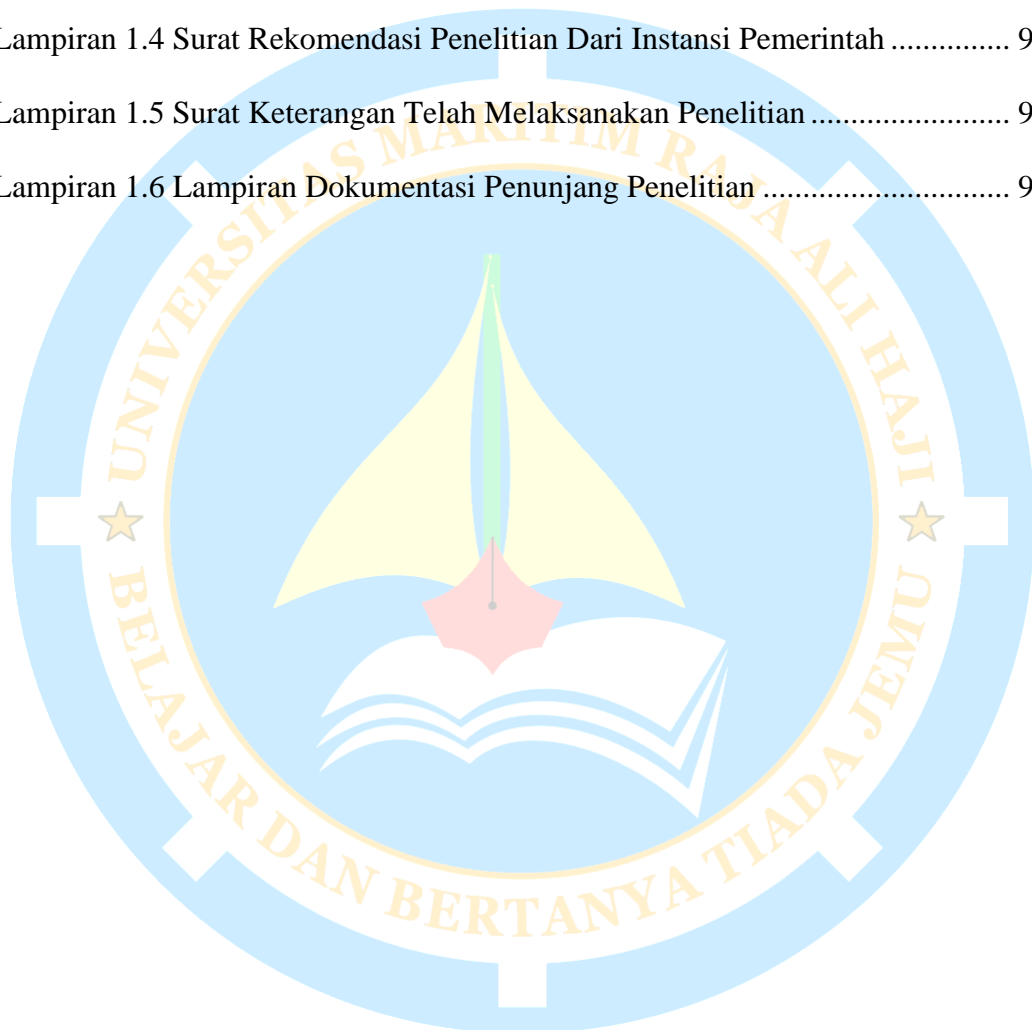 Lampiran 1.4 Surat Rekomendasi Penelitian Dari Instansi Pemerintah ............... 9
Lampiran 1.5 Surat Keterangan Telah Melaksanakan Penelitian ......................... 9
Lampiran 1.6 Lampiran Dokumentasi Penunjang Penelitian ............................... 9
UNIVERSITAS MARITIM RAJA ALI HAJI
BELAJAR DAN BERTANYA TIADA JEMU